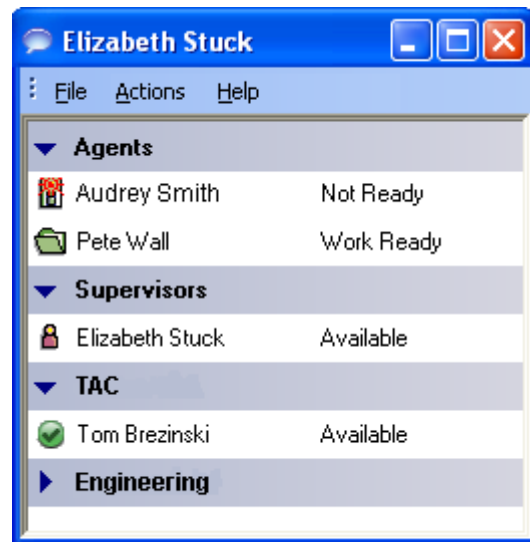 Elizabeth Stuck
File Actions Help
Agents
Audrey Smith Not Ready
Pete Wall Work Ready
Supervisors
Elizabeth Stuck Available
TAC
Tom Brezinski Available
Engineering